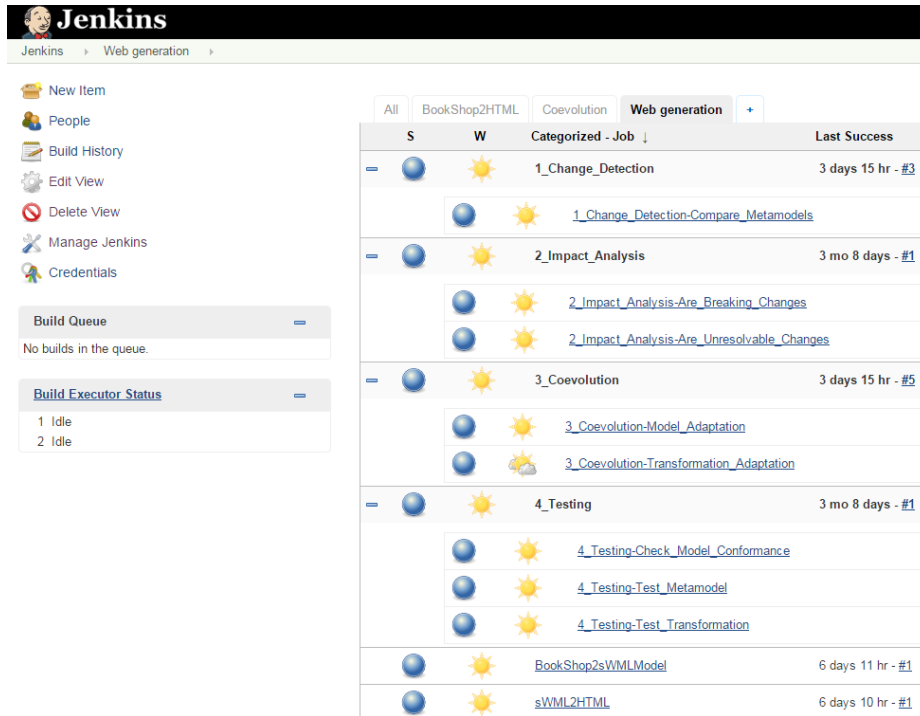 Jenkins
Jenkins Web generation
New Item
People
Build History
Edit View
Delete View
Manage Jenkins
Credentials
Build Queue
No builds in the queue.
Build Executor Status
1 Idle
2 Idle
All BookShop2HTML Coevolution Web generation +
S W Categorized - Job ↓ Last Success
1_Change_Detection 3 days 15 hr - #3
1_Change_Detection-Compare_Metamodels
2_Impact_Analysis 3 mo 8 days - #1
2_Impact_Analysis-Are_Breaking_Changes
2_Impact_Analysis-Are_Unresolvable_Changes
3_Coevolution 3 days 15 hr - #5
3_Coevolution-Model_Adaptation
3_Coevolution-Transformation_Adaptation
4_Testing 3 mo 8 days - #1
4_Testing-Check_Model_Conformance
4_Testing-Test_Metamodel
4_Testing-Test_Transformation
BookShop2sWMLModel 6 days 11 hr - #1
sWML2HTML 6 days 10 hr - #1